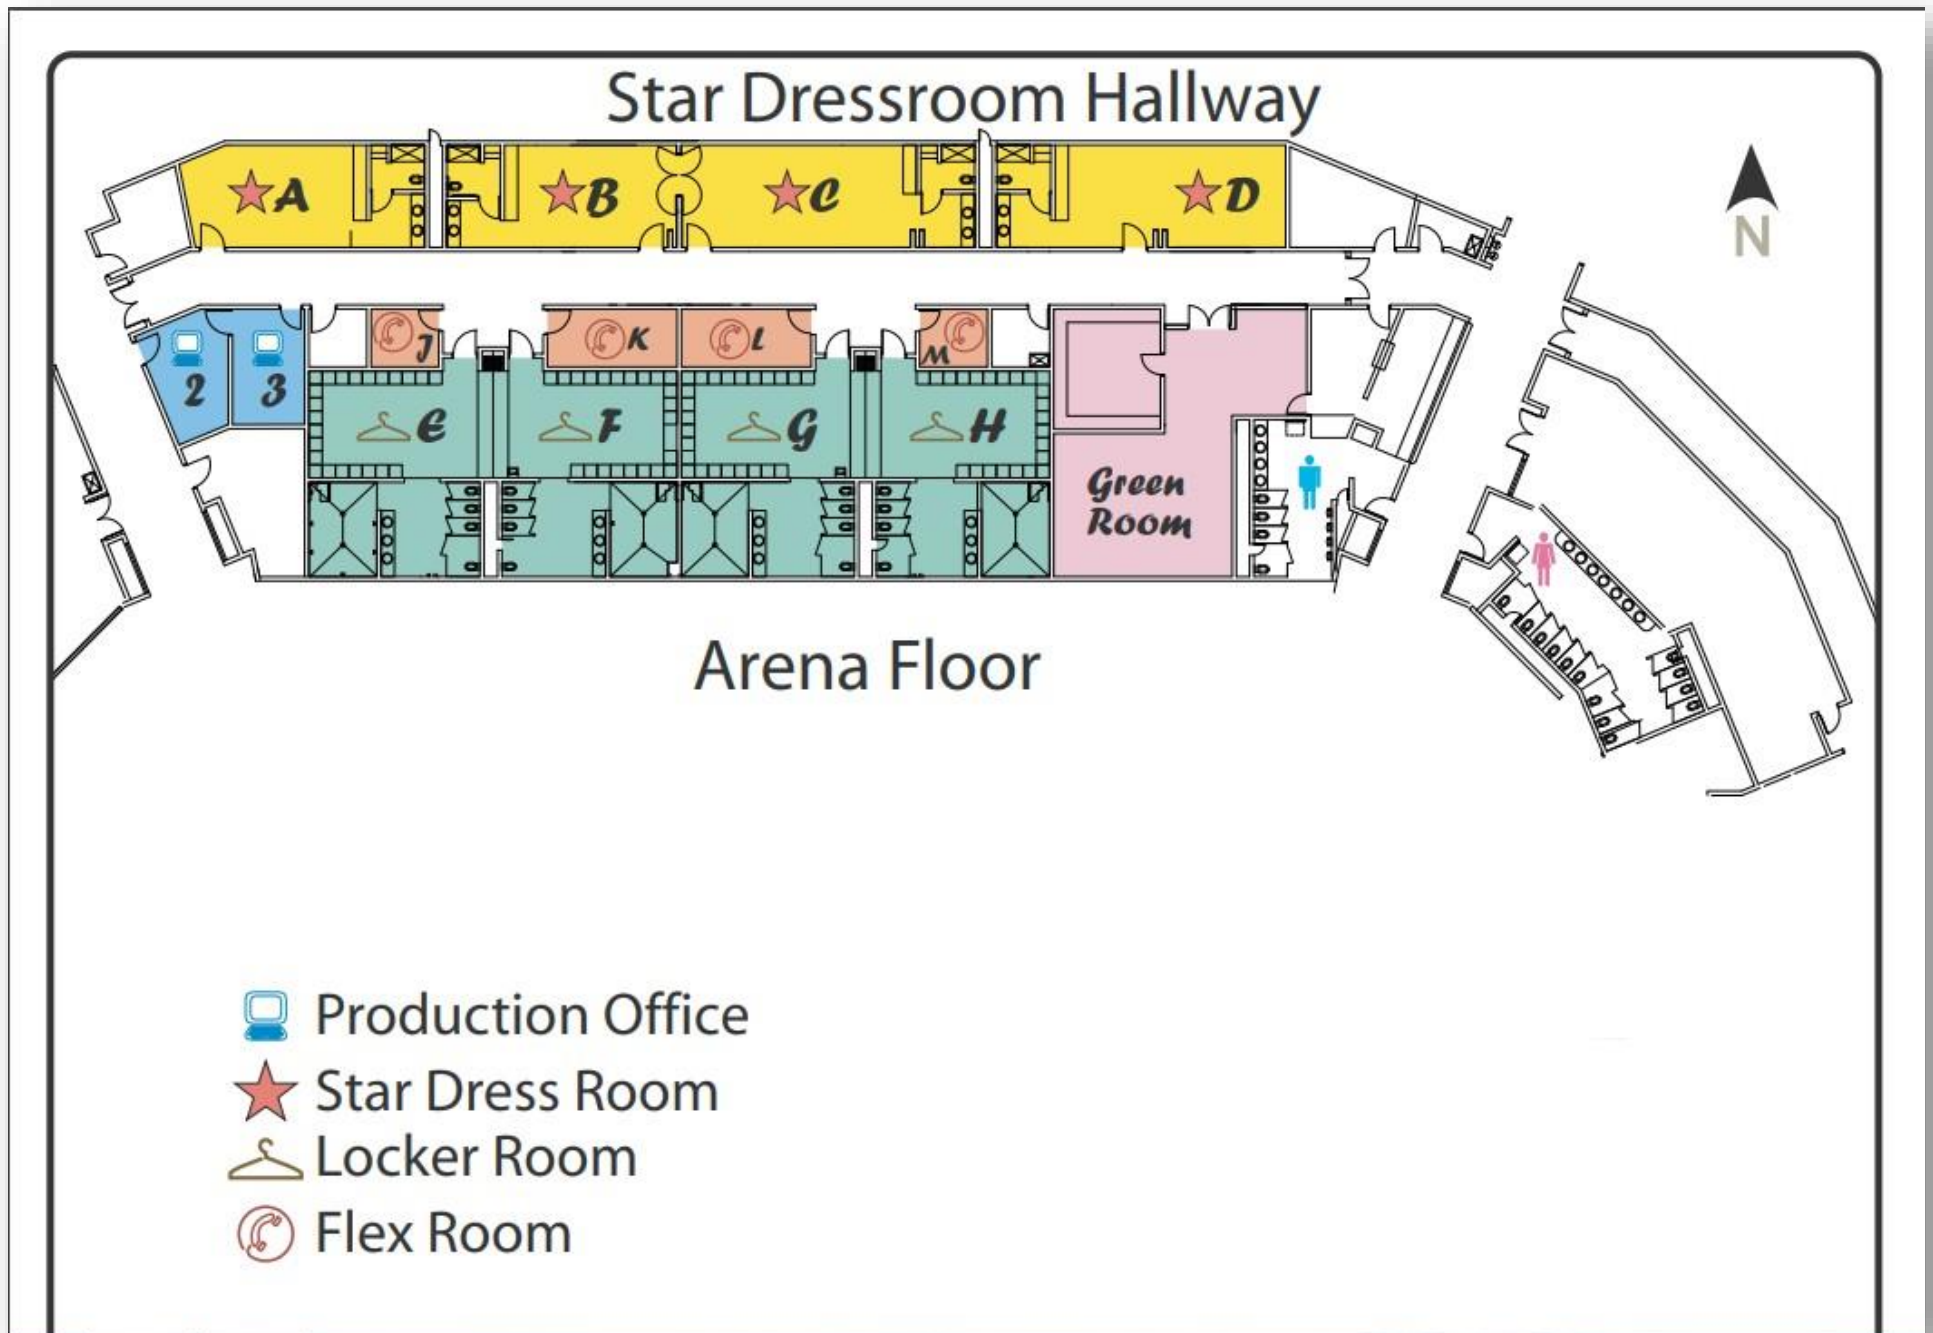 Star Dressroom Hallway
A
B
C
D
N
2
3
J
K
L
M
E
F
G
H
Green
Room
Arena Floor
Production Office
Star Dress Room
Locker Room
Flex Room